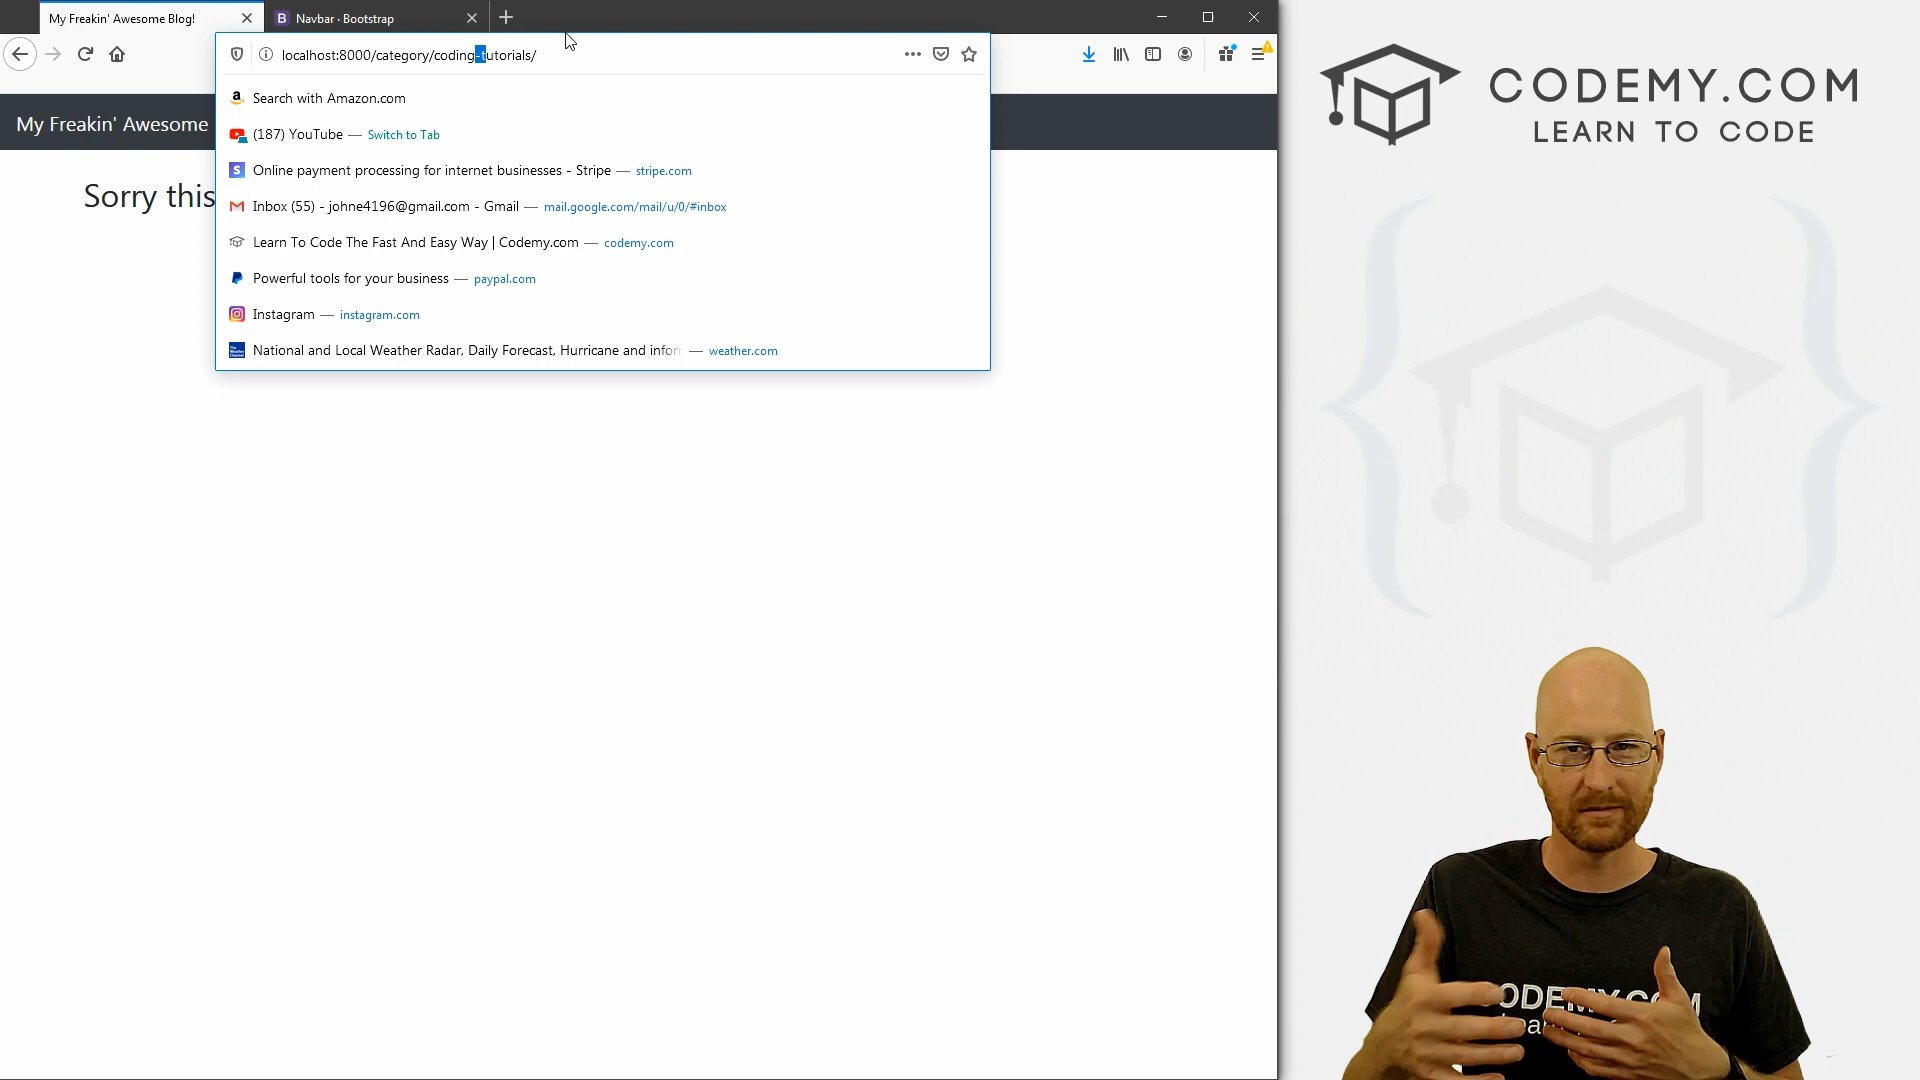 My Freakin' Awesome Blog!
Navbar · Bootstrap
localhost:8000/category/coding-tutorials/
Search with Amazon.com
(187) YouTube — Switch to Tab
Online payment processing for internet businesses - Stripe — stripe.com
Inbox (55) - johne4196@gmail.com - Gmail — mail.google.com/mail/u/0/#inbox
Learn To Code The Fast And Easy Way | Codemy.com — codemy.com
Powerful tools for your business — paypal.com
Instagram — instagram.com
National and Local Weather Radar, Daily Forecast, Hurricane and infor — weather.com
My Freakin' Awesome
Sorry this
CODEMY.COM
LEARN TO CODE